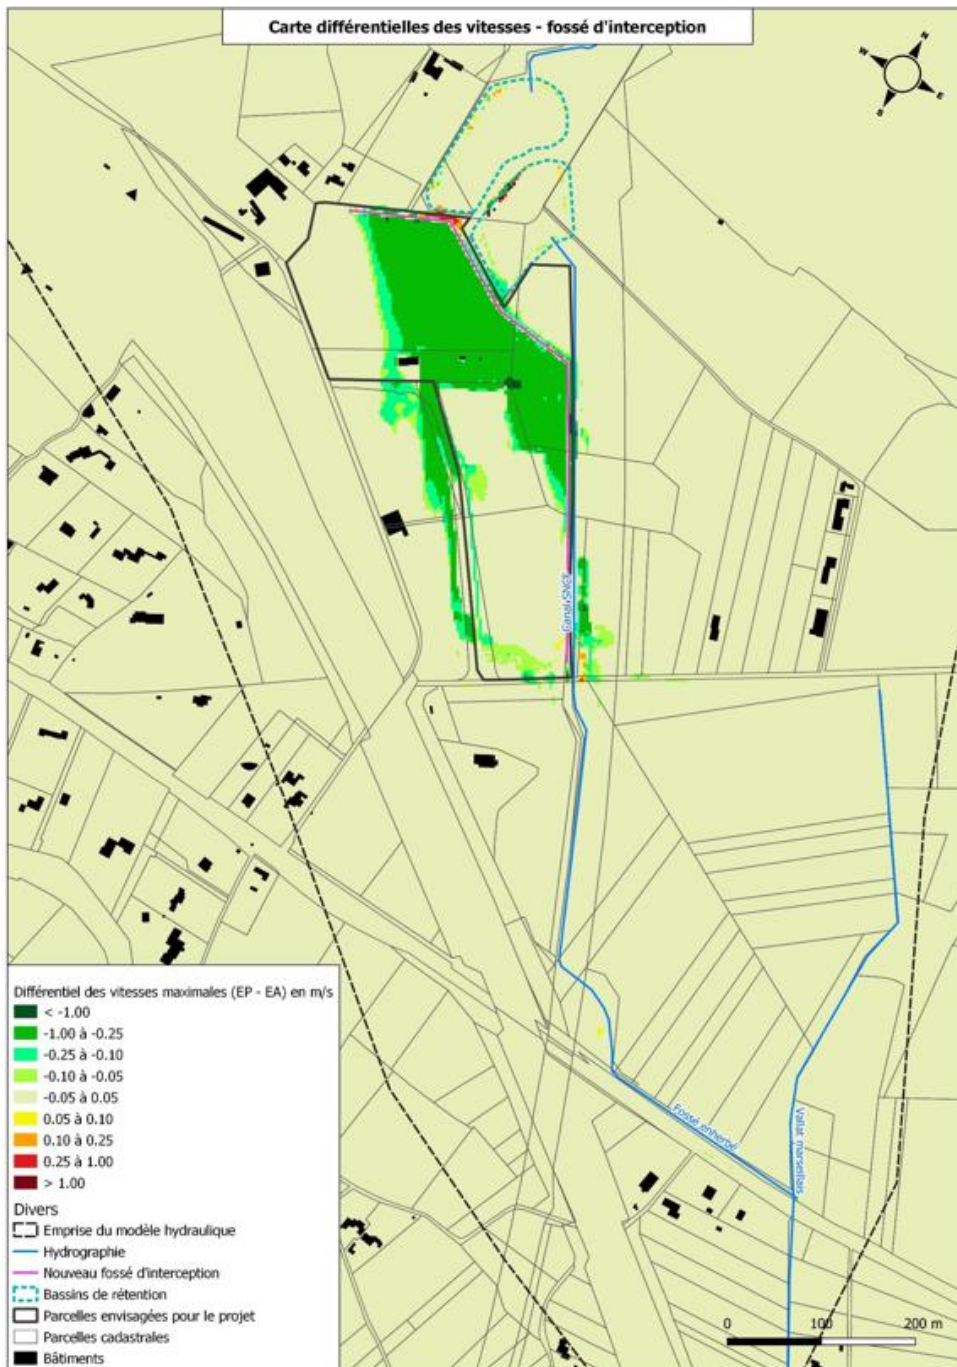 Carte différentielles des vitesses - fossé d'interception
N
W
E
S
Canal SNCF
Fossé enherbé
Vallat marseillais
Différentiel des vitesses maximales (EP - EA) en m/s
< -1.00
-1.00 à -0.25
-0.25 à -0.10
-0.10 à -0.05
-0.05 à 0.05
0.05 à 0.10
0.10 à 0.25
0.25 à 1.00
> 1.00
Divers
Emprise du modèle hydraulique
Hydrographie
Nouveau fossé d'interception
Bassins de rétention
Parcelles envisagées pour le projet
Parcelles cadastrales
Bâtiments
0 100 200 m